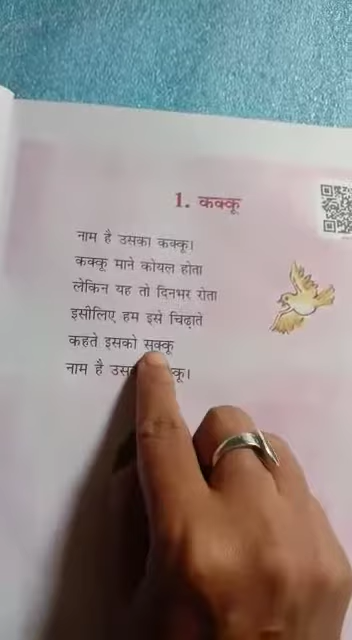 1. कक्कू
नाम है उसका कक्कू।
कक्कू माने कोयल होता
लेकिन यह तो दिनभर रोता
इसीलिए हम इसे चिढ़ाते
कहते इसको सक्कू
नाम है